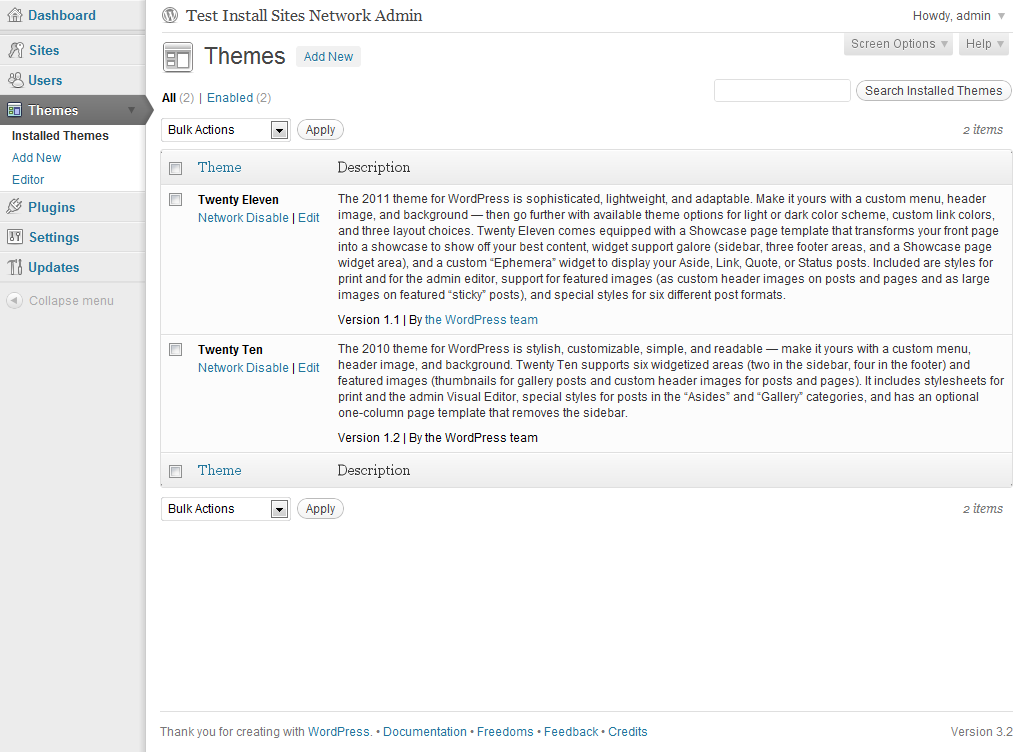 Dashboard
Sites
Users
Themes
Installed Themes
Add New
Editor
Plugins
Settings
Updates
Collapse menu
Test Install Sites Network Admin
Howdy, admin
Screen Options
Help
Themes Add New
All (2) | Enabled (2)
Search Installed Themes
Bulk Actions Apply
2 items
Theme Description
Twenty Eleven
Network Disable | Edit
The 2011 theme for WordPress is sophisticated, lightweight, and adaptable. Make it yours with a custom menu, header
image, and background — then go further with available theme options for light or dark color scheme, custom link colors,
and three layout choices. Twenty Eleven comes equipped with a Showcase page template that transforms your front page
into a showcase to show off your best content, widget support galore (sidebar, three footer areas, and a Showcase page
widget area), and a custom “Ephemera” widget to display your Aside, Link, Quote, or Status posts. Included are styles for
print and for the admin editor, support for featured images (as custom header images on posts and pages and as large
images on featured “sticky” posts), and special styles for six different post formats.
Version 1.1 | By the WordPress team
Twenty Ten
Network Disable | Edit
The 2010 theme for WordPress is stylish, customizable, simple, and readable — make it yours with a custom menu,
header image, and background. Twenty Ten supports six widgetized areas (two in the sidebar, four in the footer) and
featured images (thumbnails for gallery posts and custom header images for posts and pages). It includes stylesheets for
print and the admin Visual Editor, special styles for posts in the “Asides” and “Gallery” categories, and has an optional
one-column page template that removes the sidebar.
Version 1.2 | By the WordPress team
Theme Description
Bulk Actions Apply
2 items
Thank you for creating with WordPress. • Documentation • Freedoms • Feedback • Credits
Version 3.2